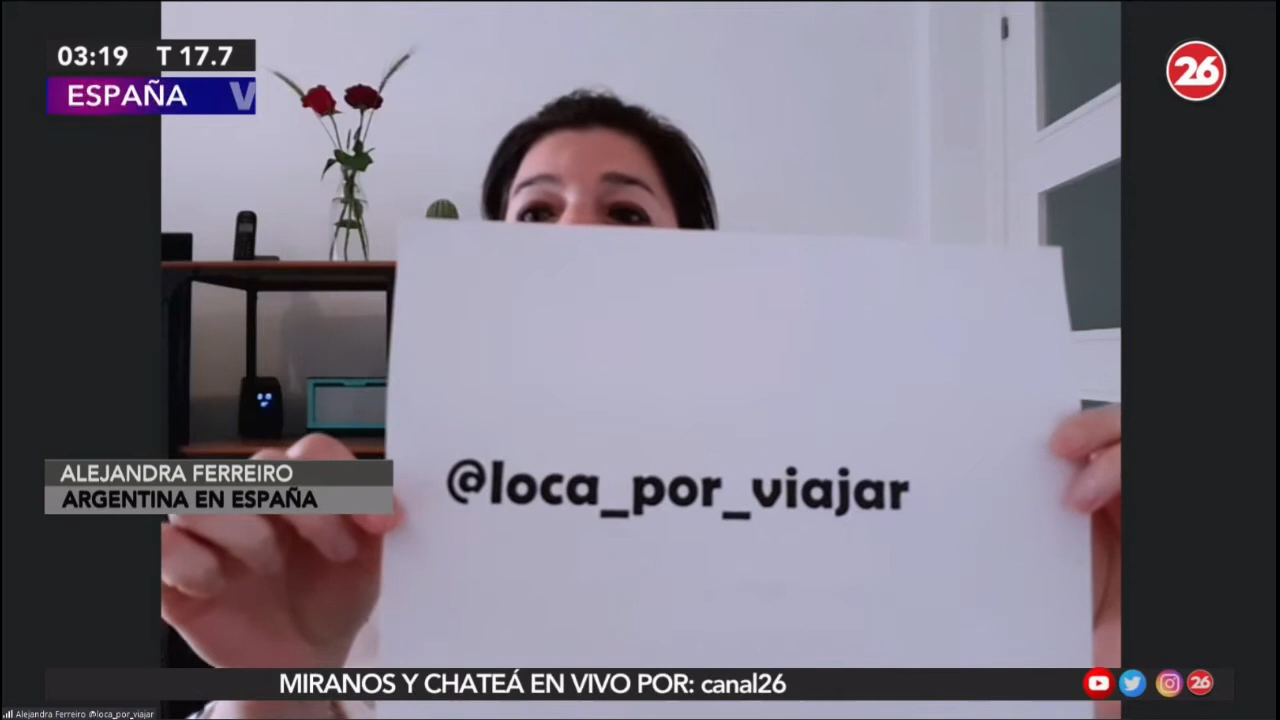 03:19 T 17.7
26
ESPAÑA V
ALEJANDRA FERREIRO
ARGENTINA EN ESPAÑA
@loca_por_viajar
MIRANOS Y CHATEÁ EN VIVO POR: canal26
26
Alejandra Ferreiro @loca_por_viajar